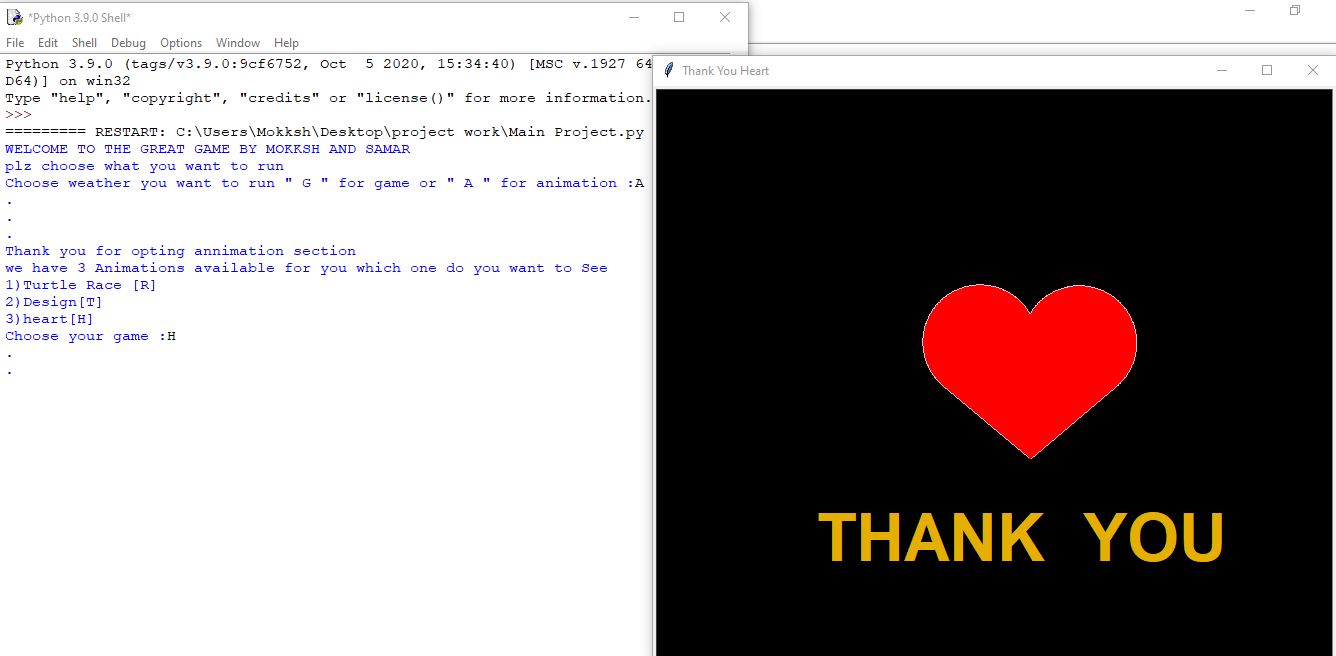 *Python 3.9.0 Shell*
File Edit Shell Debug Options Window Help
Python 3.9.0 (tags/v3.9.0:9cf6752, Oct  5 2020, 15:34:40) [MSC v.1927 64
D64)] on win32
Type "help", "copyright", "credits" or "license()" for more information.
>>>
========= RESTART: C:\Users\Mokksh\Desktop\project work\Main Project.py
WELCOME TO THE GREAT GAME BY MOKKSH AND SAMAR
plz choose what you want to run
Choose weather you want to run " G " for game or " A " for animation :A
.
.
.
Thank you for opting annimation section
we have 3 Animations available for you which one do you want to See
1)Turtle Race [R]
2)Design[T]
3)heart[H]
Choose your game :H
.
.
Thank You Heart
THANK YOU